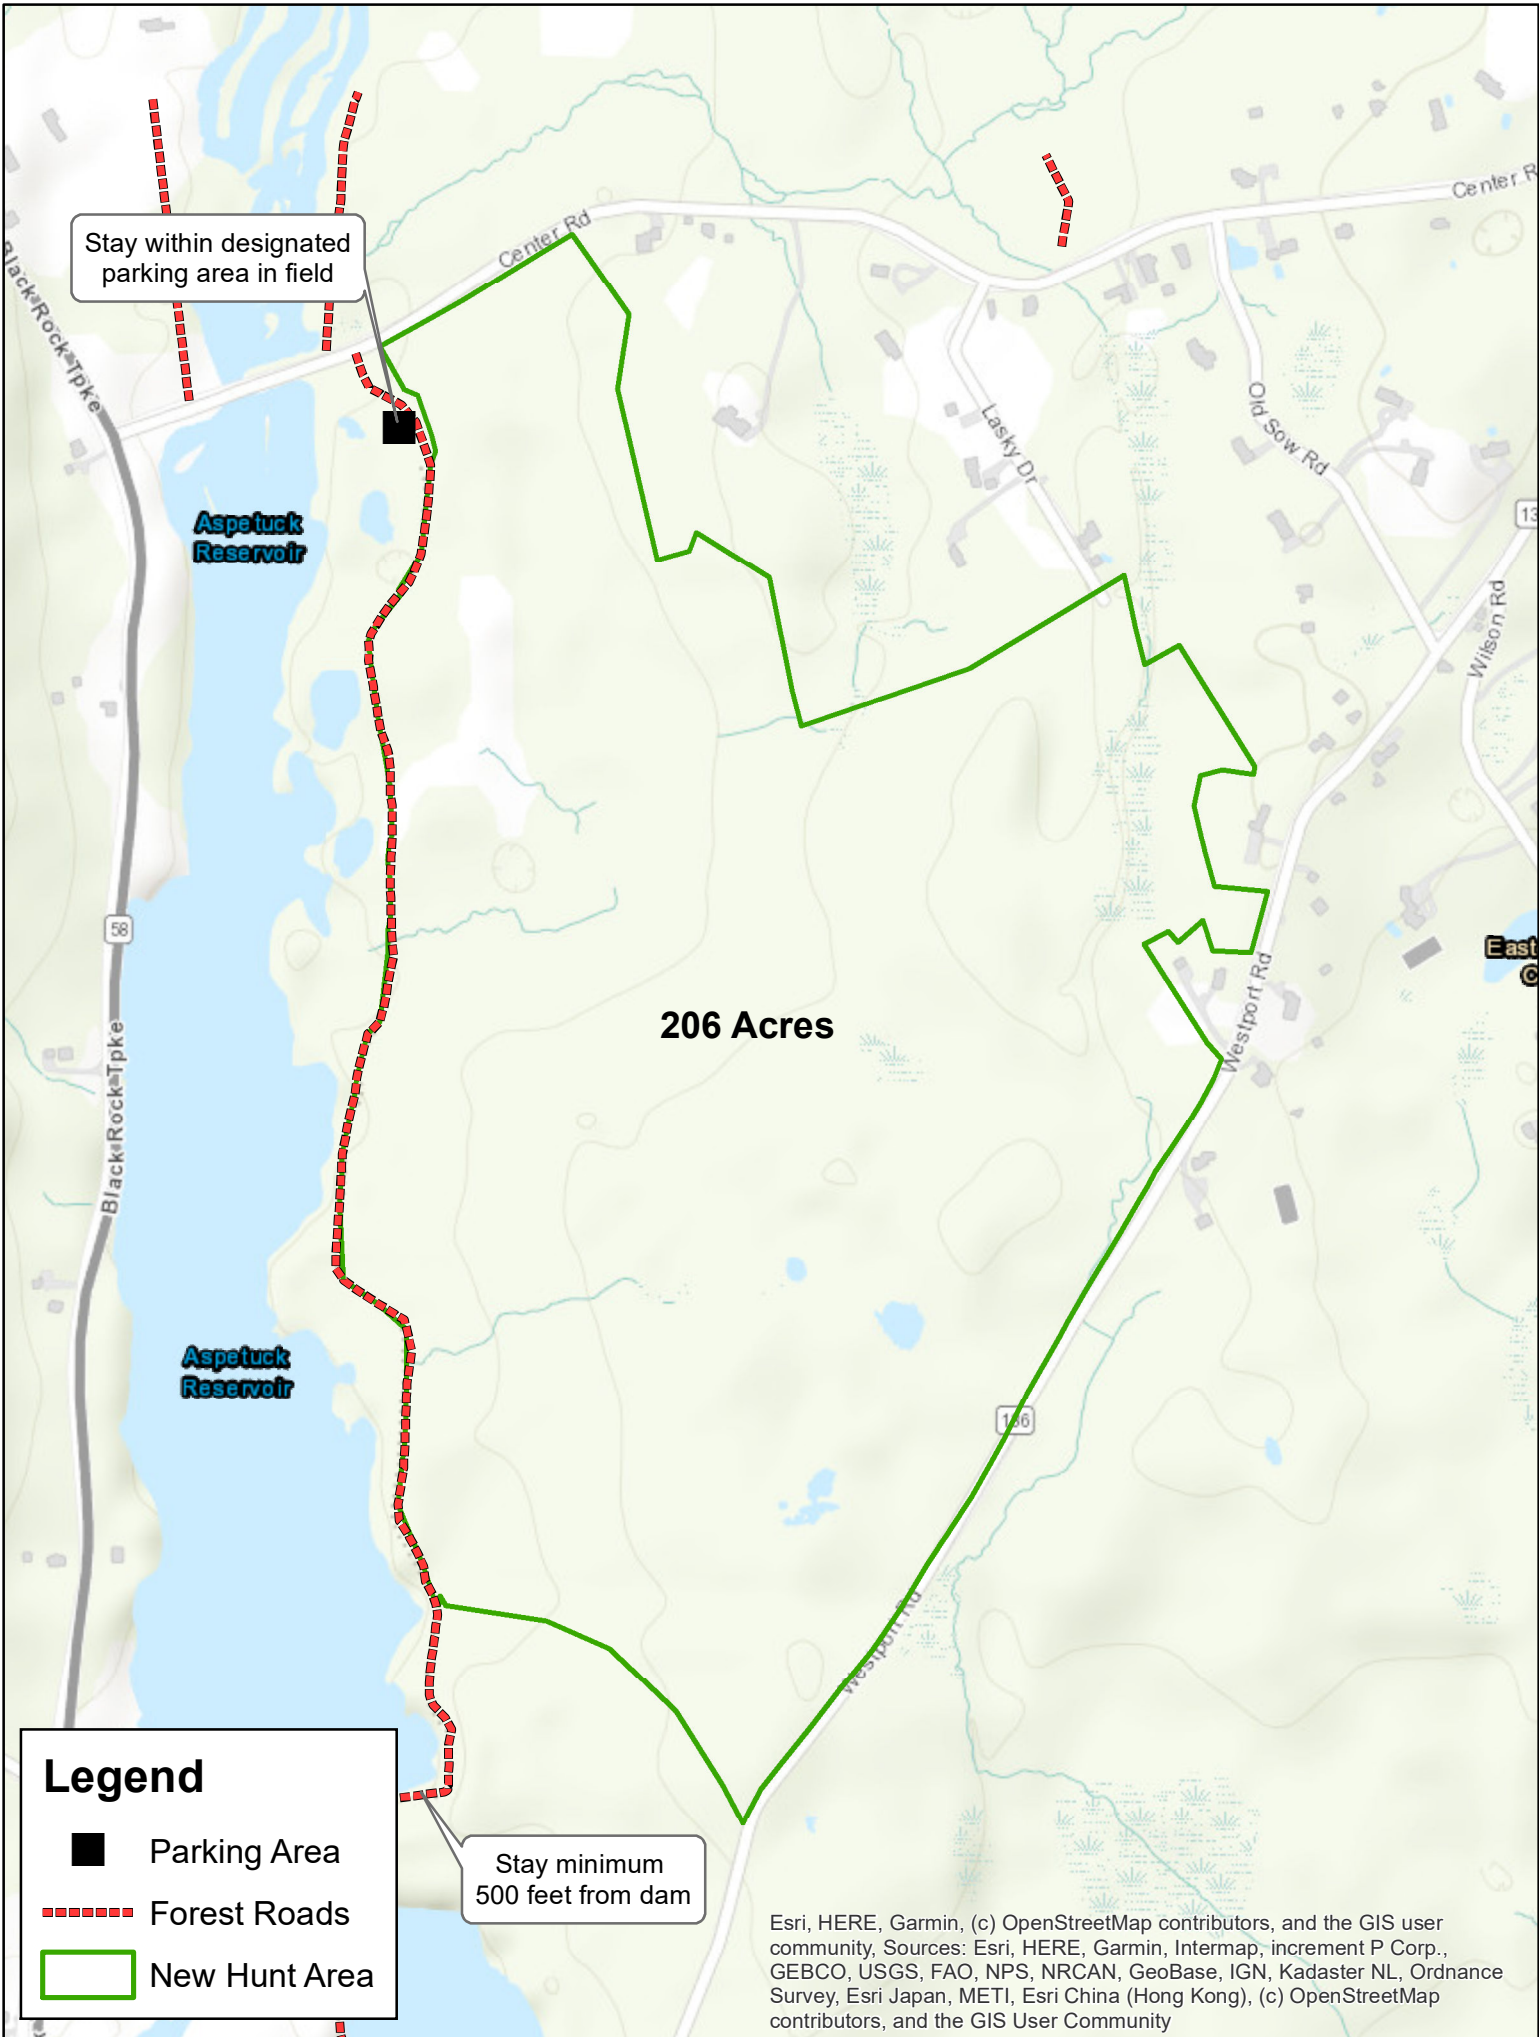 Center Rd
Center R
Stay within designated
parking area in field
Black Rock Tpke
Lasky Dr
Old Sow Rd
13
Aspetuck
Reservoir
Wilson Rd
58
East
Westport Rd
206 Acres
Black Rock Tpke
Aspetuck
Reservoir
136
Westport Rd
Legend
Parking Area
Forest Roads
New Hunt Area
Stay minimum
500 feet from dam
Esri, HERE, Garmin, (c) OpenStreetMap contributors, and the GIS user
community, Sources: Esri, HERE, Garmin, Intermap, increment P Corp.,
GEBCO, USGS, FAO, NPS, NRCAN, GeoBase, IGN, Kadaster NL, Ordnance
Survey, Esri Japan, METI, Esri China (Hong Kong), (c) OpenStreetMap
contributors, and the GIS User Community